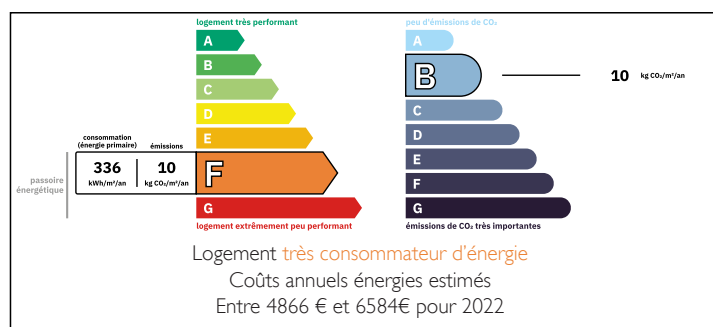 logement très performant
A
B
C
D
E
consommation
(énergie primaire)
émissions
passoire
énergétique
336
kWh/m²/an
10
kg CO₂/m²/an
F
G
logement extrêmement peu performant
peu d'émissions de CO₂
A
B
10 kg CO₂/m²/an
C
D
E
F
G
émissions de CO₂ très importantes
Logement très consommateur d'énergie
Coûts annuels énergies estimés
Entre 4866 € et 6584€ pour 2022